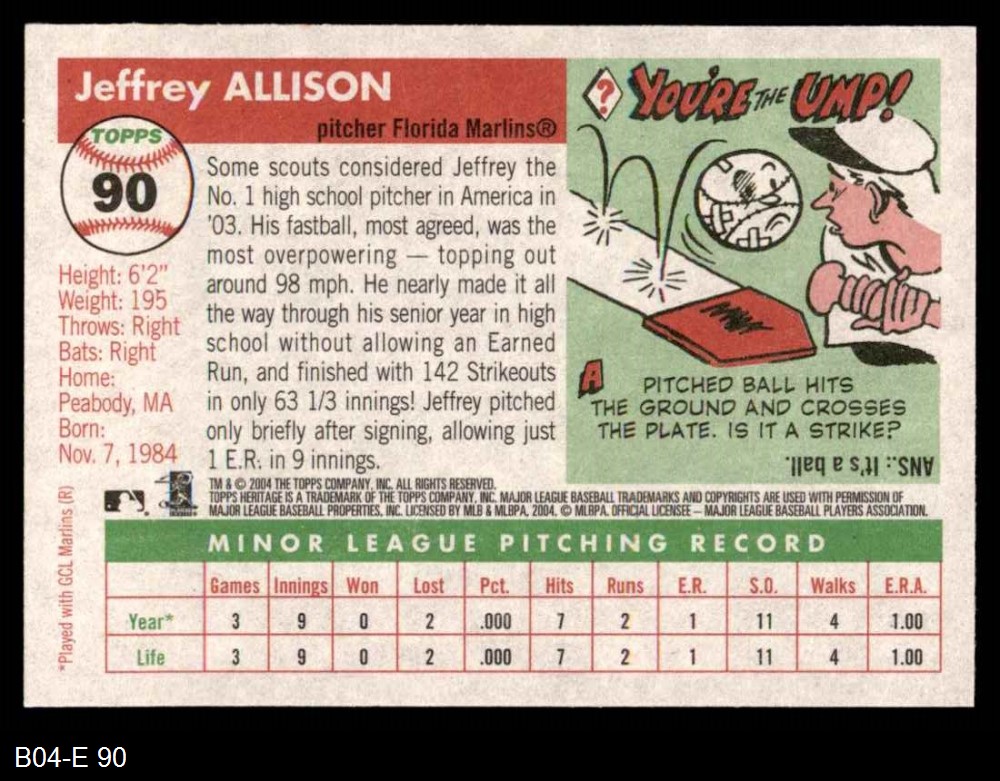 Jeffrey ALLISON
pitcher Florida Marlins®
TOPPS
90
Height: 6'2"
Weight: 195
Throws: Right
Bats: Right
Home:
Peabody, MA
Born:
Nov. 7, 1984
Some scouts considered Jeffrey the
No. 1 high school pitcher in America in
'03. His fastball, most agreed, was the
most overpowering — topping out
around 98 mph. He nearly made it all
the way through his senior year in high
school without allowing an Earned
Run, and finished with 142 Strikeouts
in only 63 1/3 innings! Jeffrey pitched
only briefly after signing, allowing just
1 E.R. in 9 innings.
? YOU'RE THE UMP!
A PITCHED BALL HITS
THE GROUND AND CROSSES
THE PLATE. IS IT A STRIKE?
ANS.: It's a ball.
TM & © 2004 THE TOPPS COMPANY, INC. ALL RIGHTS RESERVED.
TOPPS HERITAGE IS A TRADEMARK OF THE TOPPS COMPANY, INC. MAJOR LEAGUE BASEBALL TRADEMARKS AND COPYRIGHTS ARE USED WITH PERMISSION OF
MAJOR LEAGUE BASEBALL PROPERTIES, INC. LICENSED BY MLB & MLBPA, 2004. © MLBPA. OFFICIAL LICENSEE – MAJOR LEAGUE BASEBALL PLAYERS ASSOCIATION.
*Played with GCL Marlins (R)
MINOR LEAGUE PITCHING RECORD
Games Innings Won Lost Pct. Hits Runs E.R. S.O. Walks E.R.A.
Year* 3 9 0 2 .000 7 2 1 11 4 1.00
Life 3 9 0 2 .000 7 2 1 11 4 1.00
B04-E 90